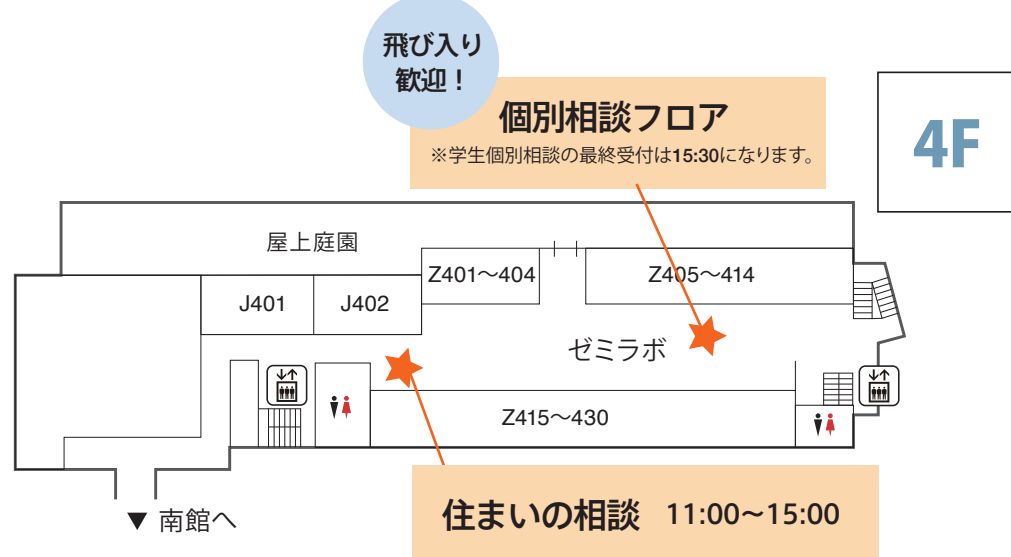 飛び入り
歓迎！
個別相談フロア
※学生個別相談の最終受付は15:30になります。
4F
屋上庭園
Z401〜404
Z405〜414
J401
J402
ゼミラボ
Z415〜430
▼ 南館へ
住まいの相談 11:00〜15:00